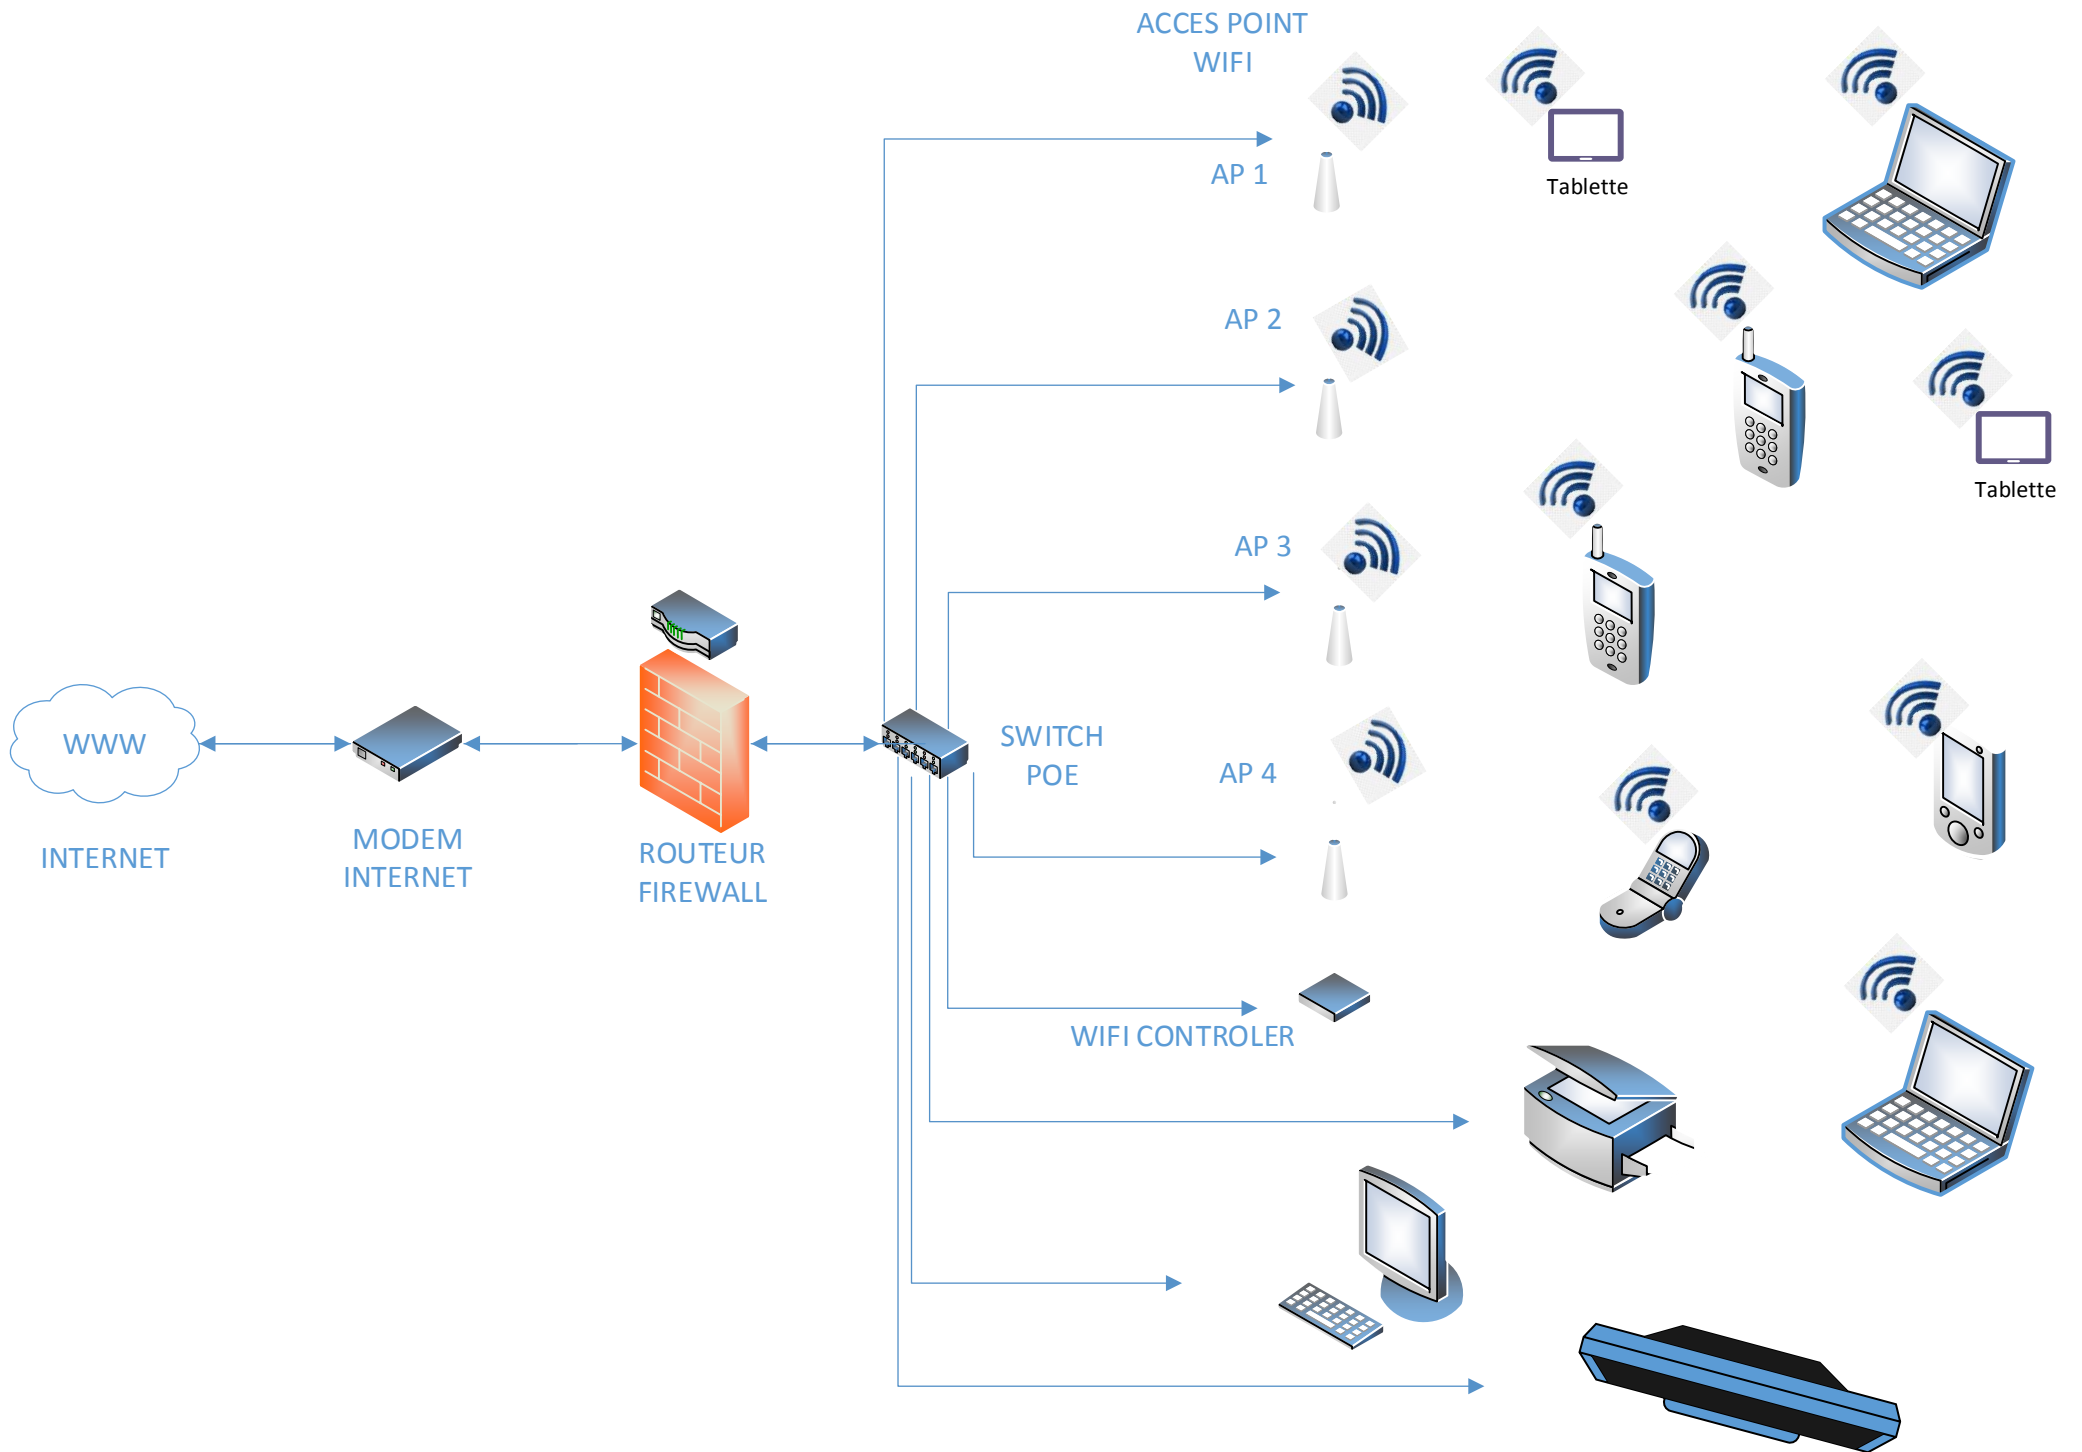 ACCES POINT
WIFI
AP 1
Tablette
AP 2
Tablette
AP 3
WWW
SWITCH
POE
AP 4
INTERNET
MODEM
INTERNET
ROUTEUR
FIREWALL
WIFI CONTROLER